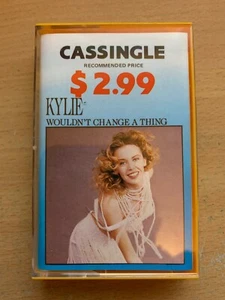 CASSINGLE
RECOMMENDED PRICE
$2.99
KYLIE
WOULDN'T CHANGE A THING